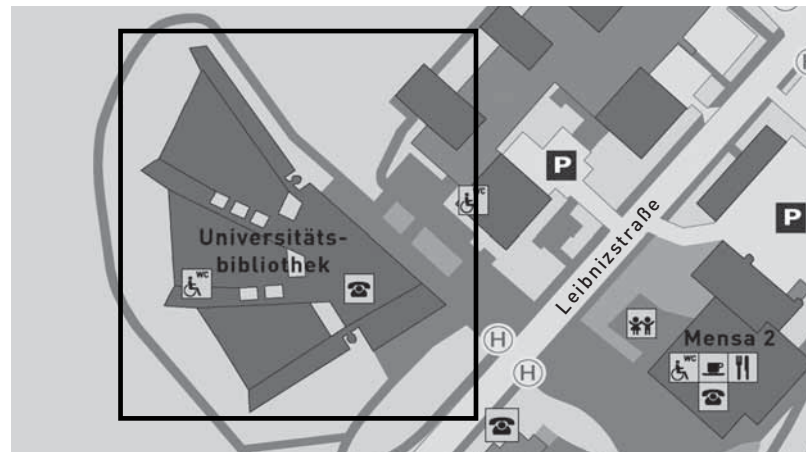 P
WC
P
Universitäts-
bibliothek
WC
Leibnizstraße
H
H
Mensa 2
WC